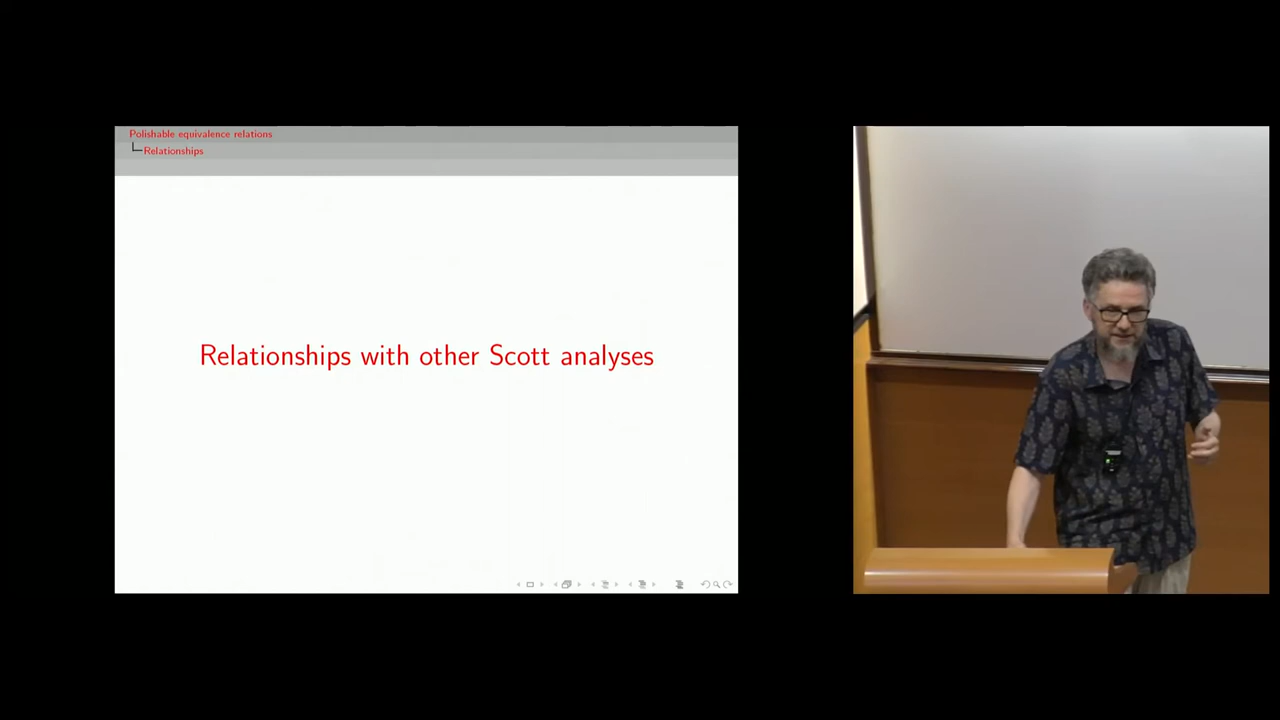 Polishable equivalence relations
Relationships
Relationships with other Scott analyses